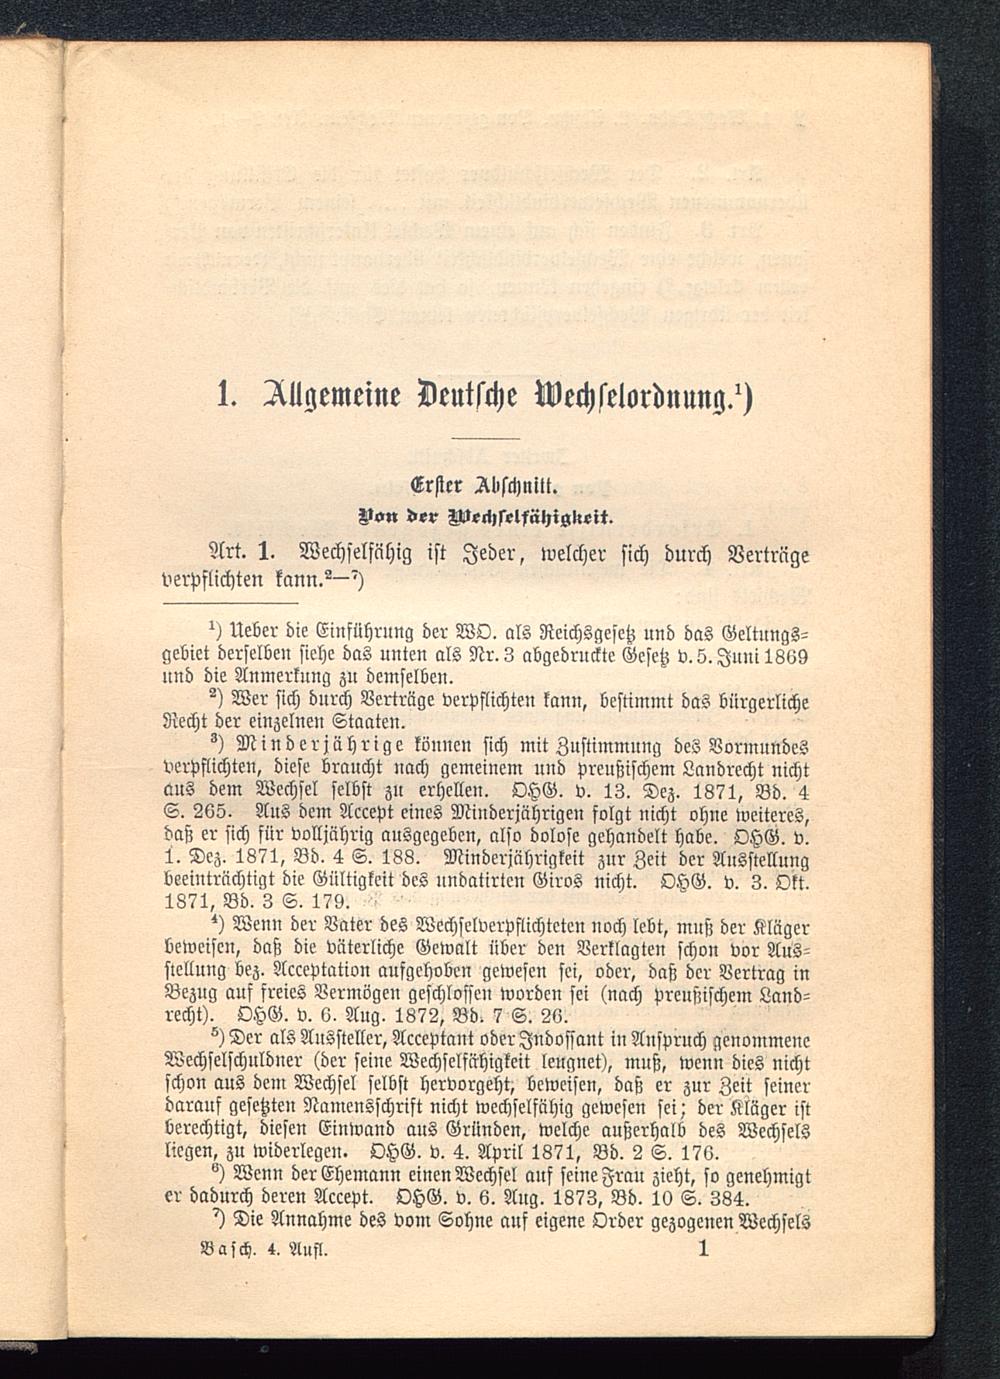 1. Allgemeine Deutsche Wechselordnung.¹)
Erster Abschnitt.
Von der Wechselfähigkeit.
Art. 1. Wechselfähig ist Jeder, welcher sich durch Verträge
verpflichten kann.²—⁷)
¹) Ueber die Einführung der WO. als Reichsgesetz und das Geltungs-
gebiet derselben siehe das unten als Nr. 3 abgedruckte Gesetz v. 5. Juni 1869
und die Anmerkung zu demselben.
²) Wer sich durch Verträge verpflichten kann, bestimmt das bürgerliche
Recht der einzelnen Staaten.
³) Minderjährige können sich mit Zustimmung des Vormundes
verpflichten, diese braucht nach gemeinem und preußischem Landrecht nicht
aus dem Wechsel selbst zu erhellen. OHG. v. 13. Dez. 1871, Bd. 4
S. 265. Aus dem Accept eines Minderjährigen folgt nicht ohne weiteres,
daß er sich für volljährig ausgegeben, also dolose gehandelt habe. OHG. v.
1. Dez. 1871, Bd. 4 S. 188. Minderjährigkeit zur Zeit der Ausstellung
beeinträchtigt die Gültigkeit des undatirten Giros nicht. OHG. v. 3. Okt.
1871, Bd. 3 S. 179.
⁴) Wenn der Vater des Wechselverpflichteten noch lebt, muß der Kläger
beweisen, daß die väterliche Gewalt über den Verklagten schon vor Aus-
stellung bez. Acceptation aufgehoben gewesen sei, oder, daß der Vertrag in
Bezug auf freies Vermögen geschlossen worden sei (nach preußischem Land-
recht). OHG. v. 6. Aug. 1872, Bd. 7 S. 26.
⁵) Der als Aussteller, Acceptant oder Indossant in Anspruch genommene
Wechselschuldner (der seine Wechselfähigkeit leugnet), muß, wenn dies nicht
schon aus dem Wechsel selbst hervorgeht, beweisen, daß er zur Zeit seiner
darauf gesetzten Namensschrift nicht wechselfähig gewesen sei; der Kläger ist
berechtigt, diesen Einwand aus Gründen, welche außerhalb des Wechsels
liegen, zu widerlegen. OHG. v. 4. April 1871, Bd. 2 S. 176.
⁶) Wenn der Ehemann einen Wechsel auf seine Frau zieht, so genehmigt
er dadurch deren Accept. OHG. v. 6. Aug. 1873, Bd. 10 S. 384.
⁷) Die Annahme des vom Sohne auf eigene Order gezogenen Wechsels
Basch. 4. Aufl. 1